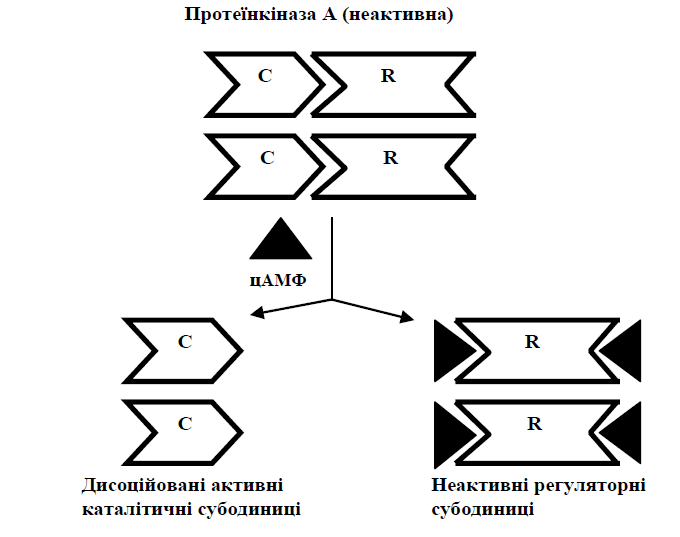 Протеїнкіназа А (неактивна)
C R
C R
цАМФ
C R
C R
Дисоційовані активні каталітичні субодиниці
Неактивні регуляторні субодиниці